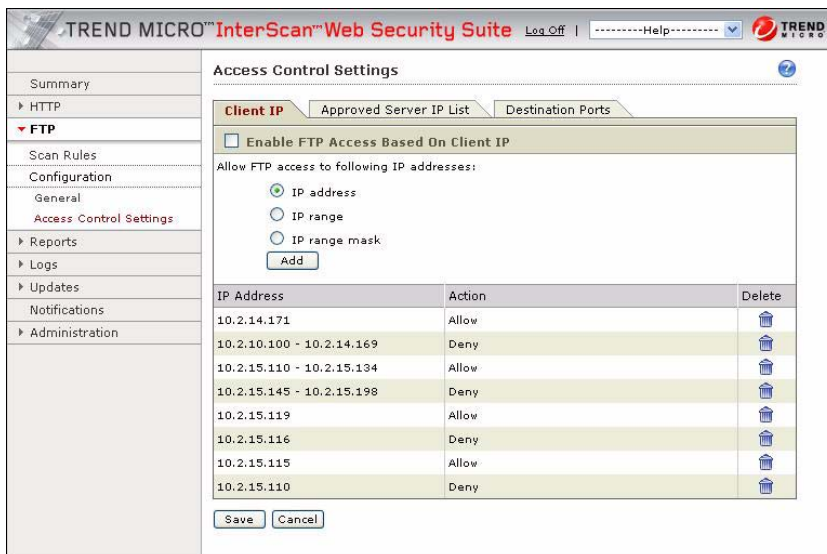 TREND MICRO™ InterScan™ Web Security Suite Log Off | ---------Help---------
TREND MICRO
Summary
HTTP
FTP
Scan Rules
Configuration
General
Access Control Settings
Reports
Logs
Updates
Notifications
Administration
Access Control Settings
Client IP Approved Server IP List Destination Ports
Enable FTP Access Based On Client IP
Allow FTP access to following IP addresses:
IP address
IP range
IP range mask
Add
IP Address Action Delete
10.2.14.171 Allow
10.2.10.100 - 10.2.14.169 Deny
10.2.15.110 - 10.2.15.134 Allow
10.2.15.145 - 10.2.15.198 Deny
10.2.15.119 Allow
10.2.15.116 Deny
10.2.15.115 Allow
10.2.15.110 Deny
Save Cancel